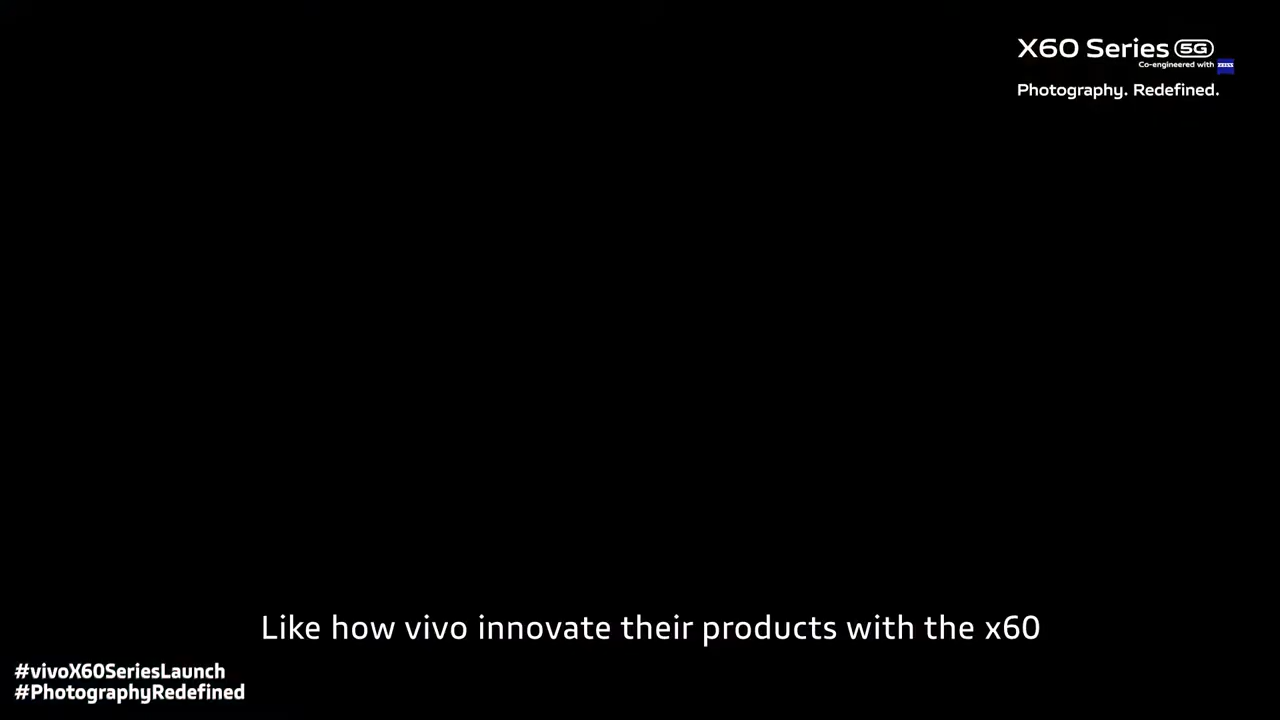 X60 Series 5G
Co-engineered with ZEISS
Photography. Redefined.
Like how vivo innovate their products with the x60
#vivoX60SeriesLaunch
#PhotographyRedefined